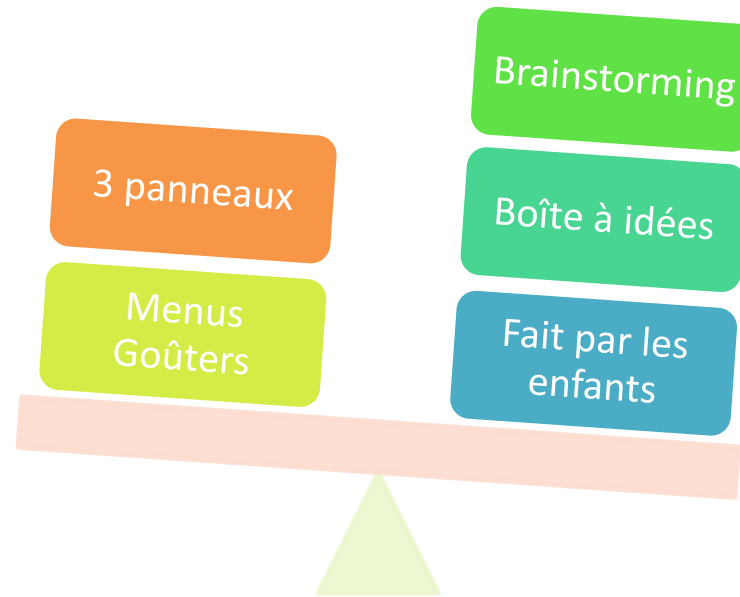 3 panneaux
Menus
Goûters
Brainstorming
Boîte à idées
Fait par les
enfants